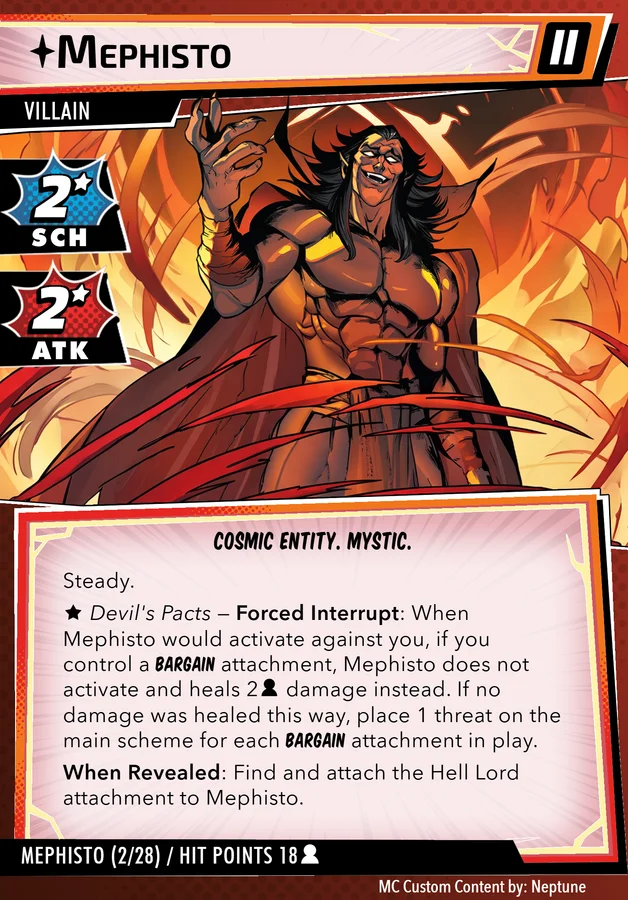 MEPHISTO
II
VILLAIN
2★
SCH
2★
ATK
COSMIC ENTITY. MYSTIC.
Steady.
★ Devil's Pacts – Forced Interrupt: When
Mephisto would activate against you, if you
control a BARGAIN attachment, Mephisto does not
activate and heals 2👤 damage instead. If no
damage was healed this way, place 1 threat on the
main scheme for each BARGAIN attachment in play.
When Revealed: Find and attach the Hell Lord
attachment to Mephisto.
MEPHISTO (2/28) / HIT POINTS 18👤
MC Custom Content by: Neptune